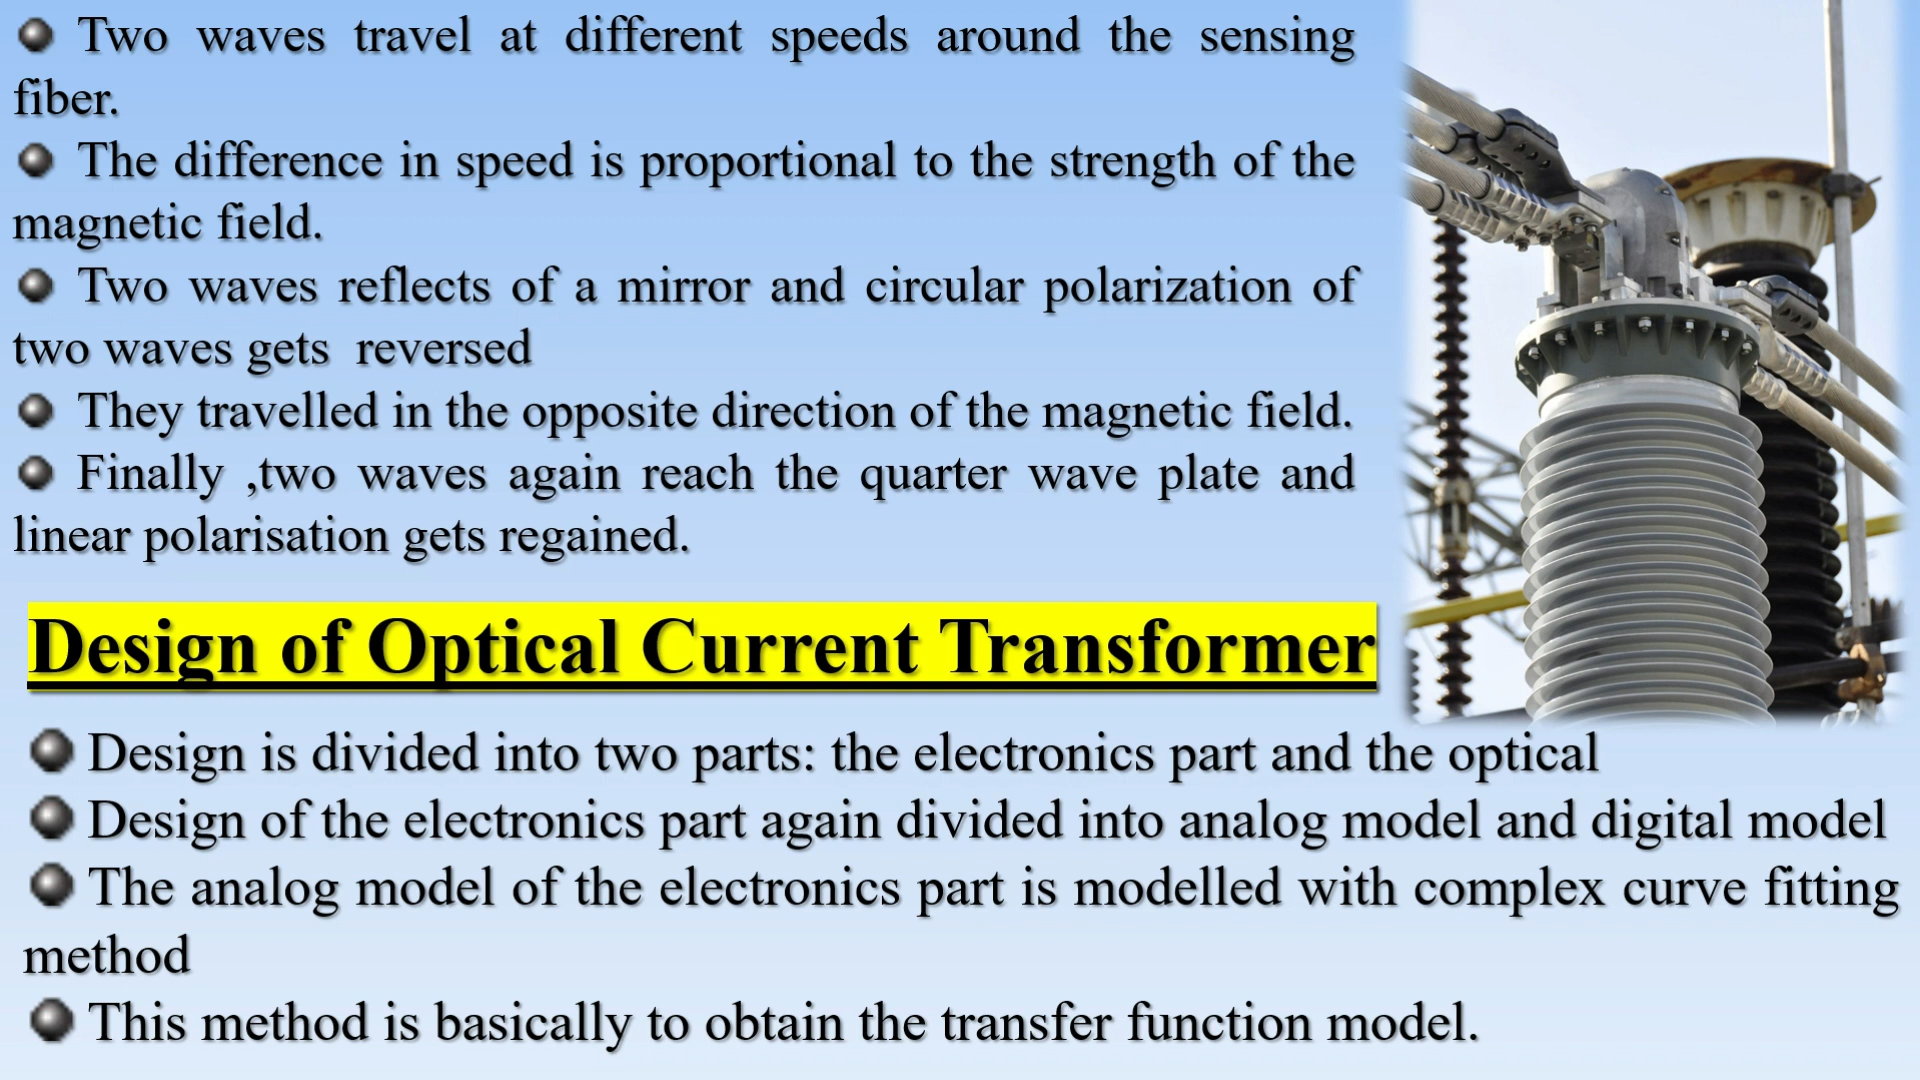 Two waves travel at different speeds around the sensing
fiber.
The difference in speed is proportional to the strength of the
magnetic field.
Two waves reflects of a mirror and circular polarization of
two waves gets  reversed
They travelled in the opposite direction of the magnetic field.
Finally ,two waves again reach the quarter wave plate and
linear polarisation gets regained.
Design of Optical Current Transformer
Design is divided into two parts: the electronics part and the optical
Design of the electronics part again divided into analog model and digital model
The analog model of the electronics part is modelled with complex curve fitting
method
This method is basically to obtain the transfer function model.